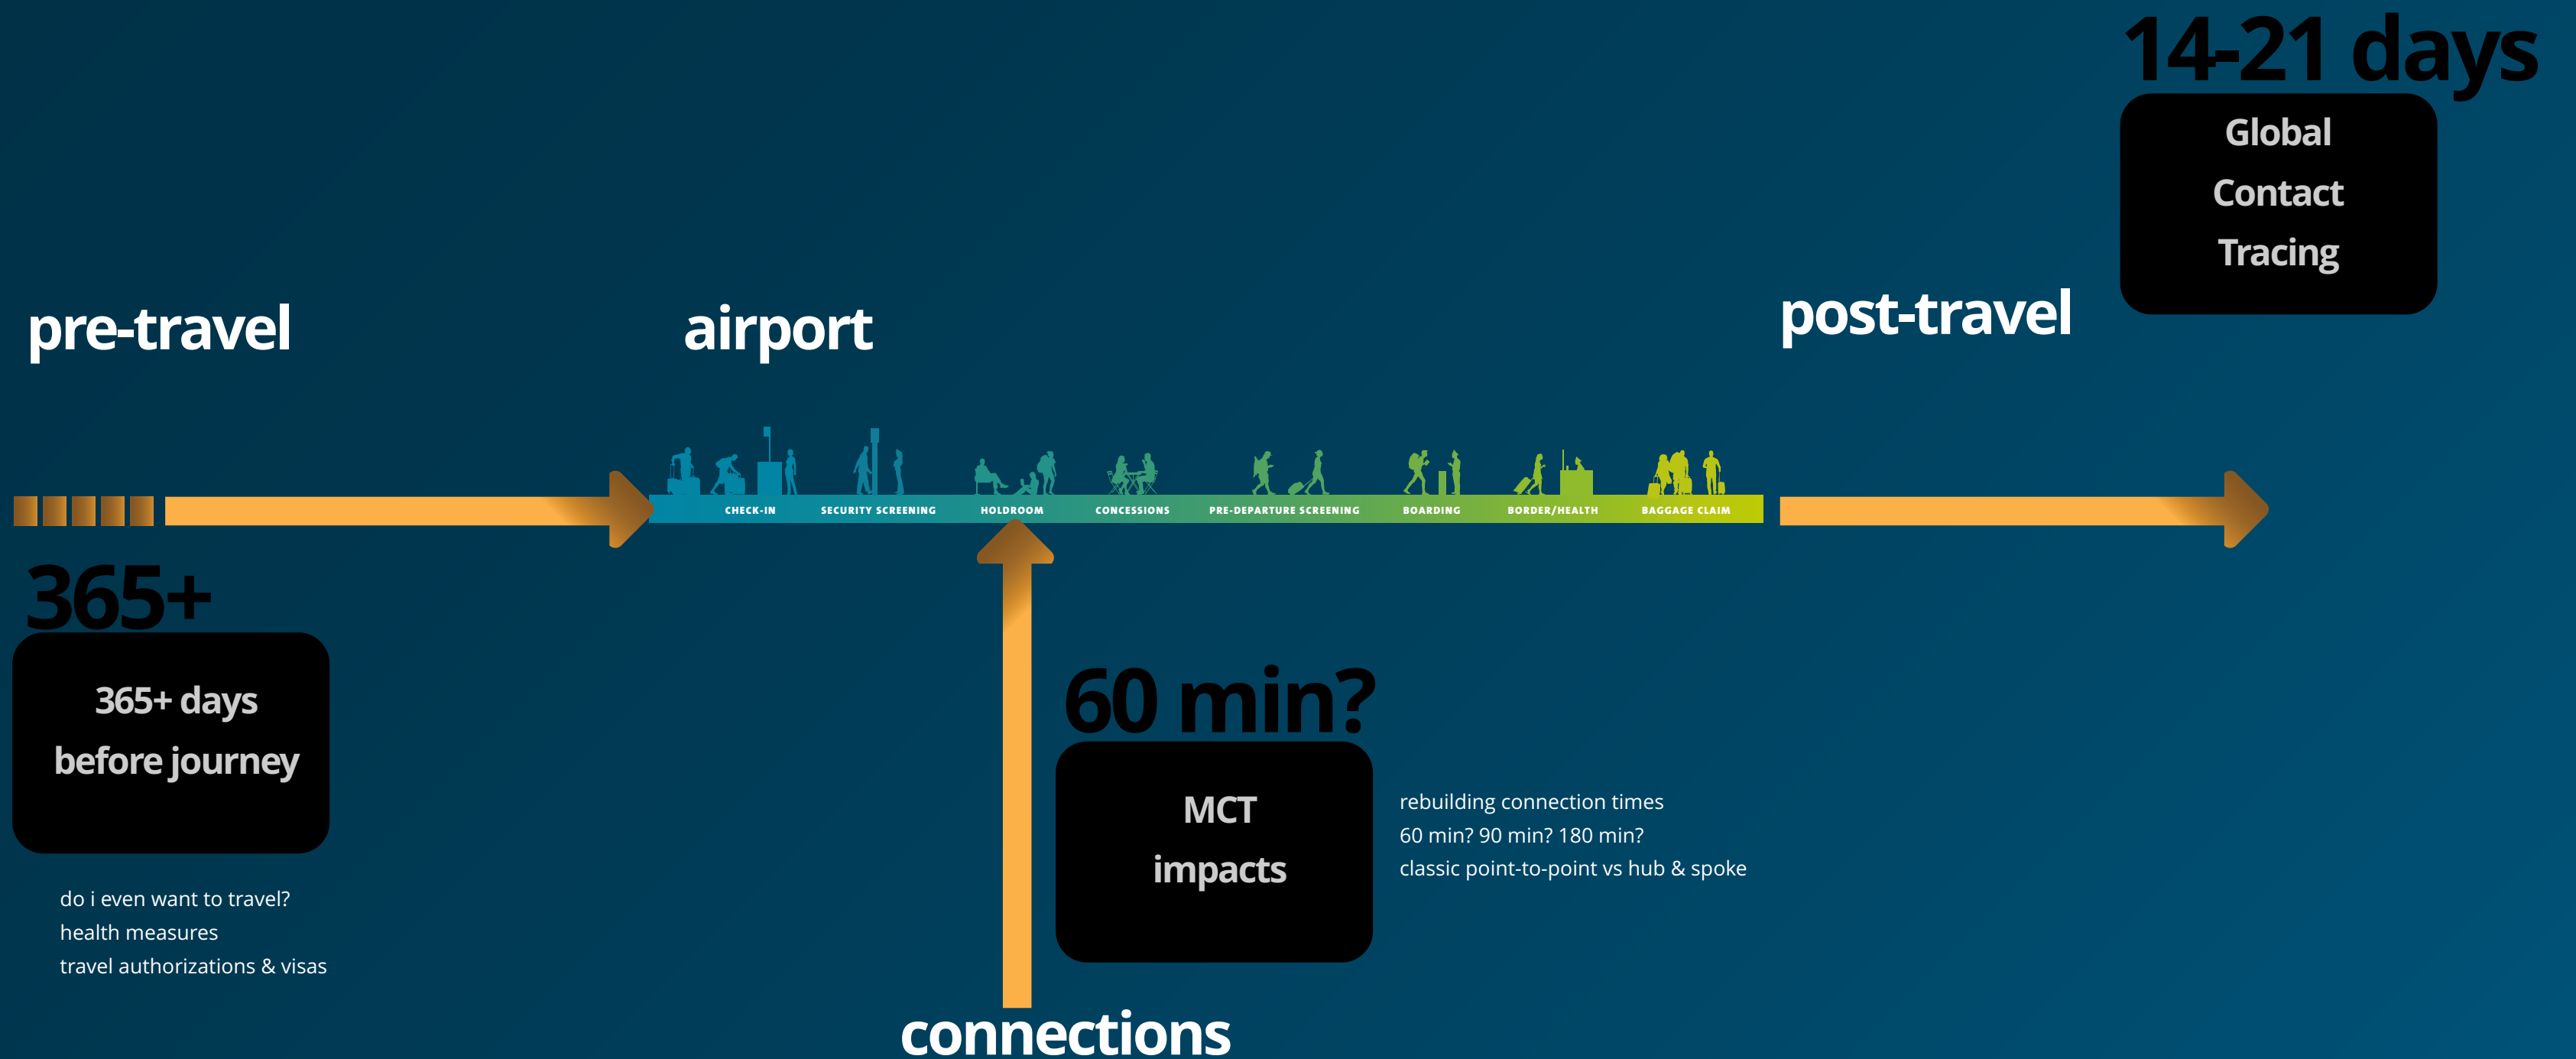 14-21 days
Global
Contact
Tracing
pre-travel
airport
post-travel
CHECK-IN
SECURITY SCREENING
HOLDROOM
CONCESSIONS
PRE-DEPARTURE SCREENING
BOARDING
BORDER/HEALTH
BAGGAGE CLAIM
365+
365+ days
before journey
do i even want to travel?
health measures
travel authorizations & visas
60 min?
MCT
impacts
rebuilding connection times
60 min? 90 min? 180 min?
classic point-to-point vs hub & spoke
connections